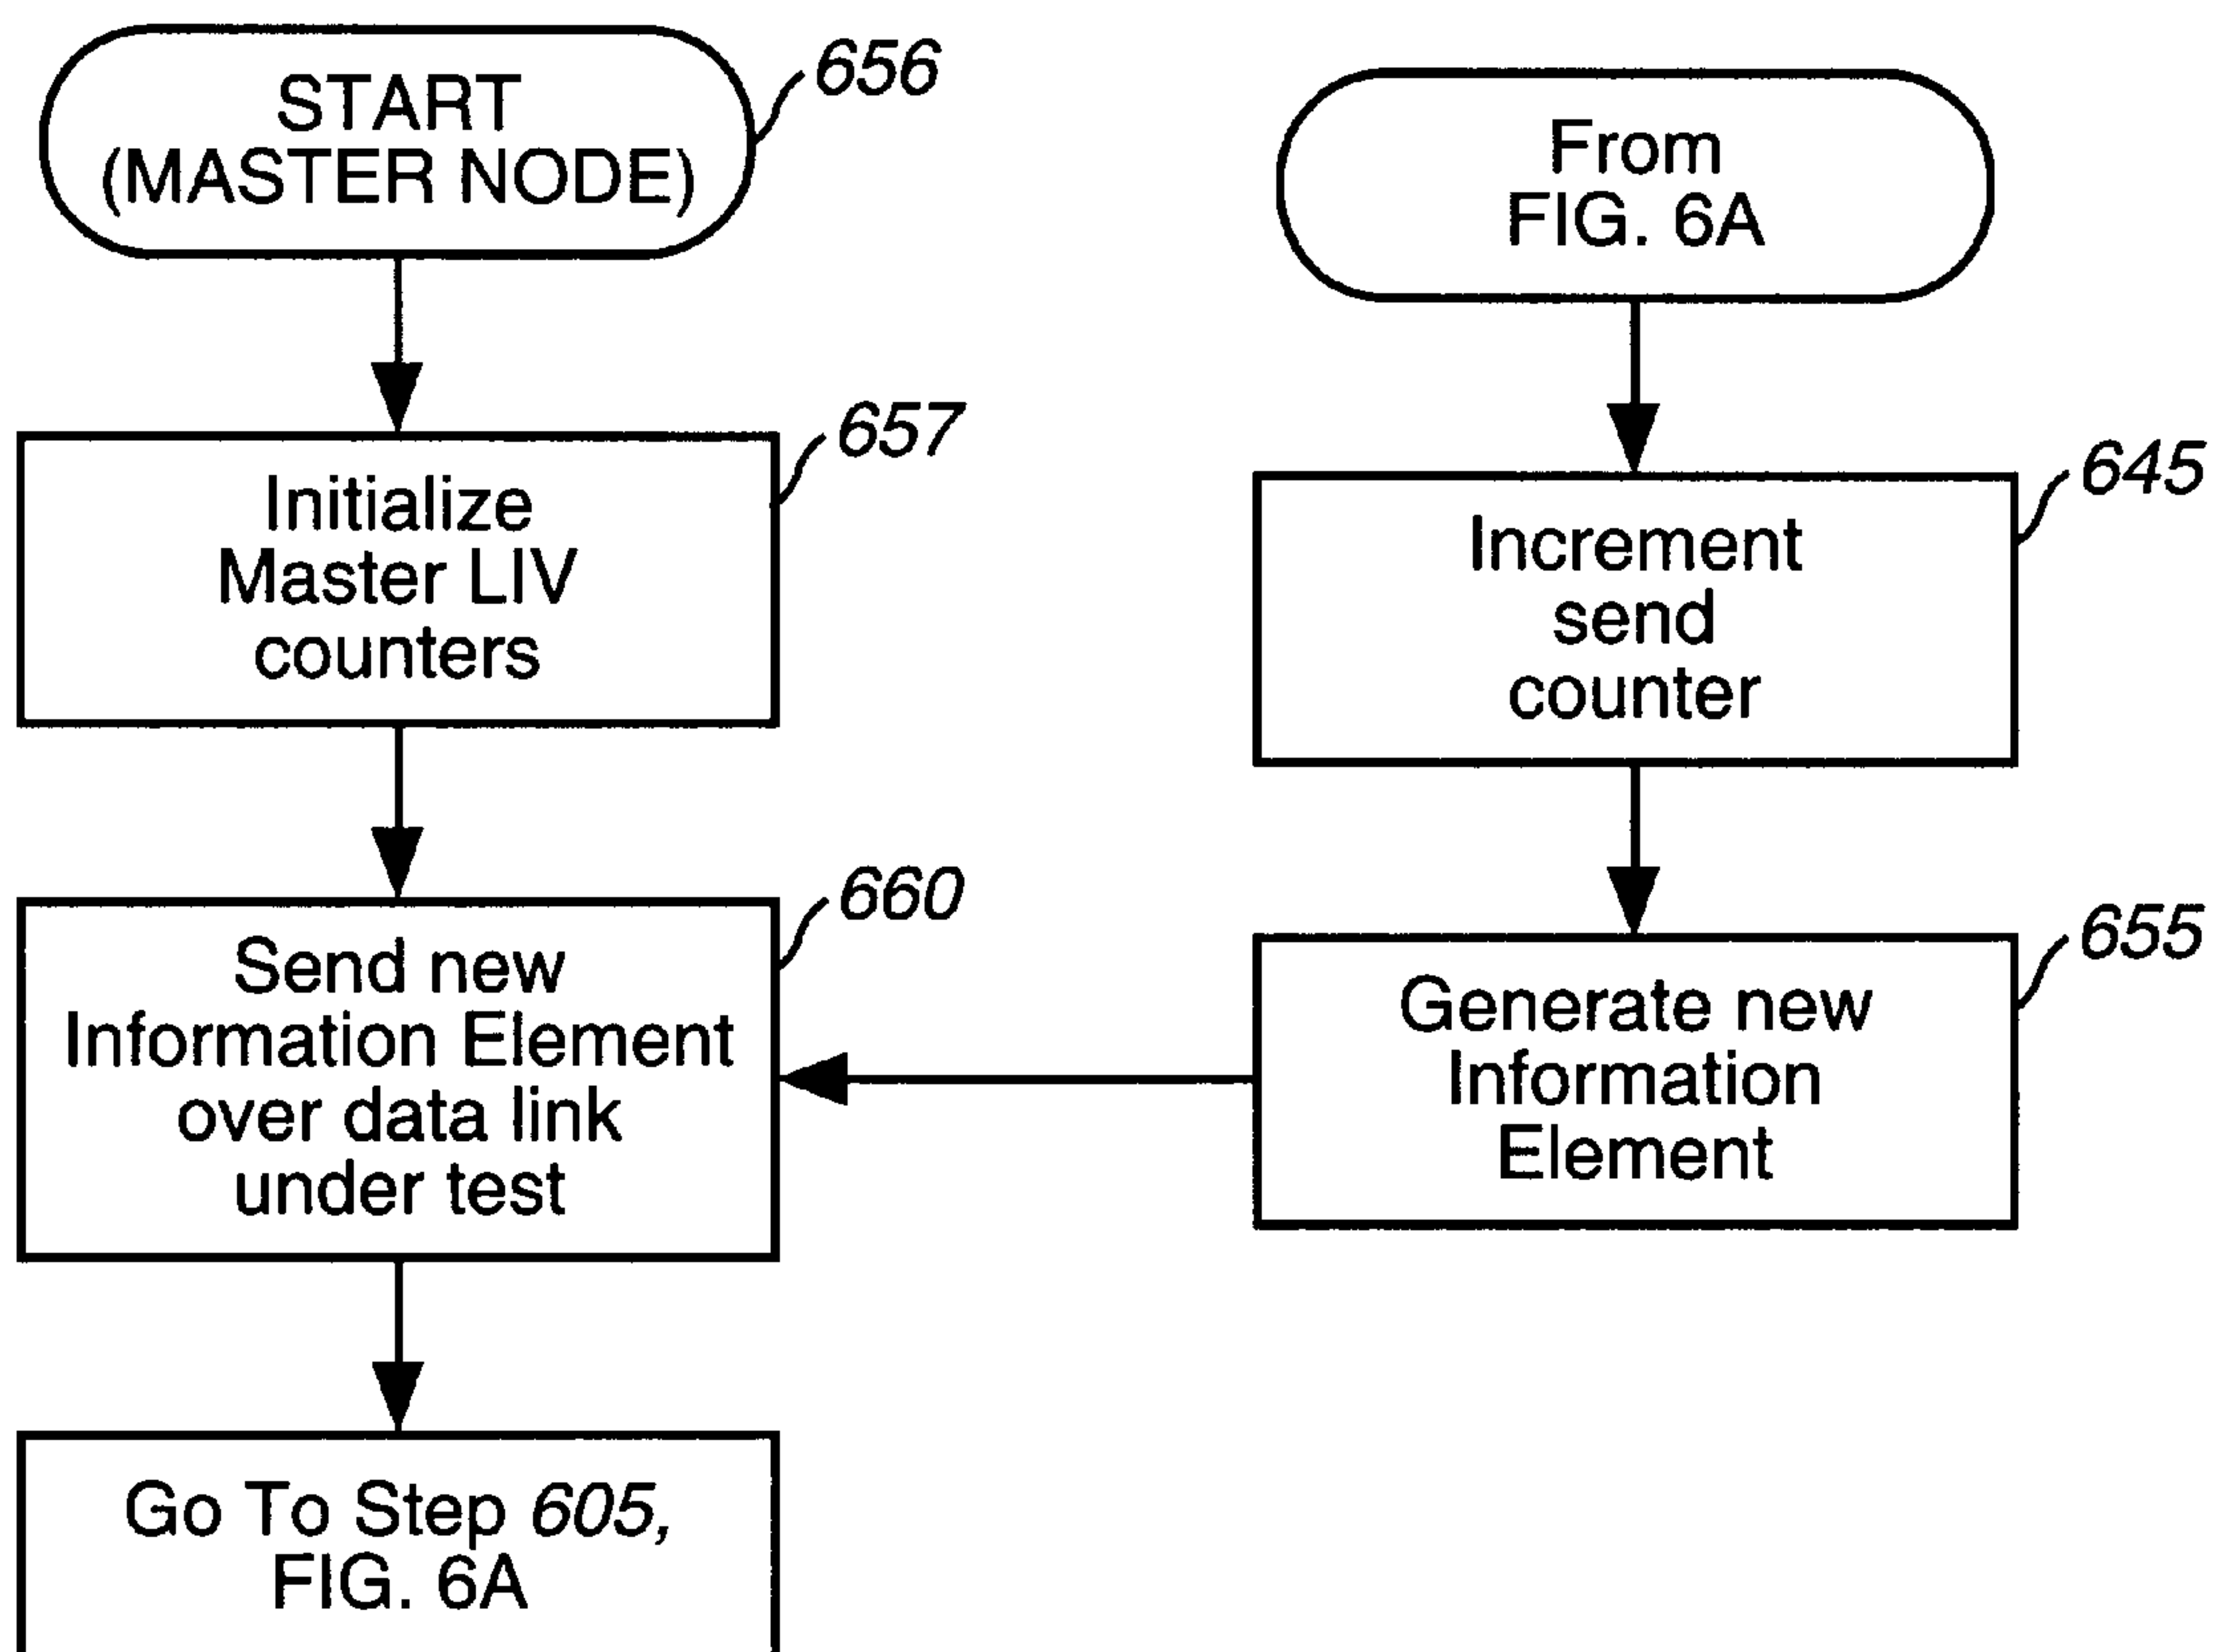 START
(MASTER NODE)
656
Initialize
Master LIV
counters
657
Send new
Information Element
over data link
under test
660
Go To Step 605,
FIG. 6A
From
FIG. 6A
Increment
send
counter
645
Generate new
Information
Element
655